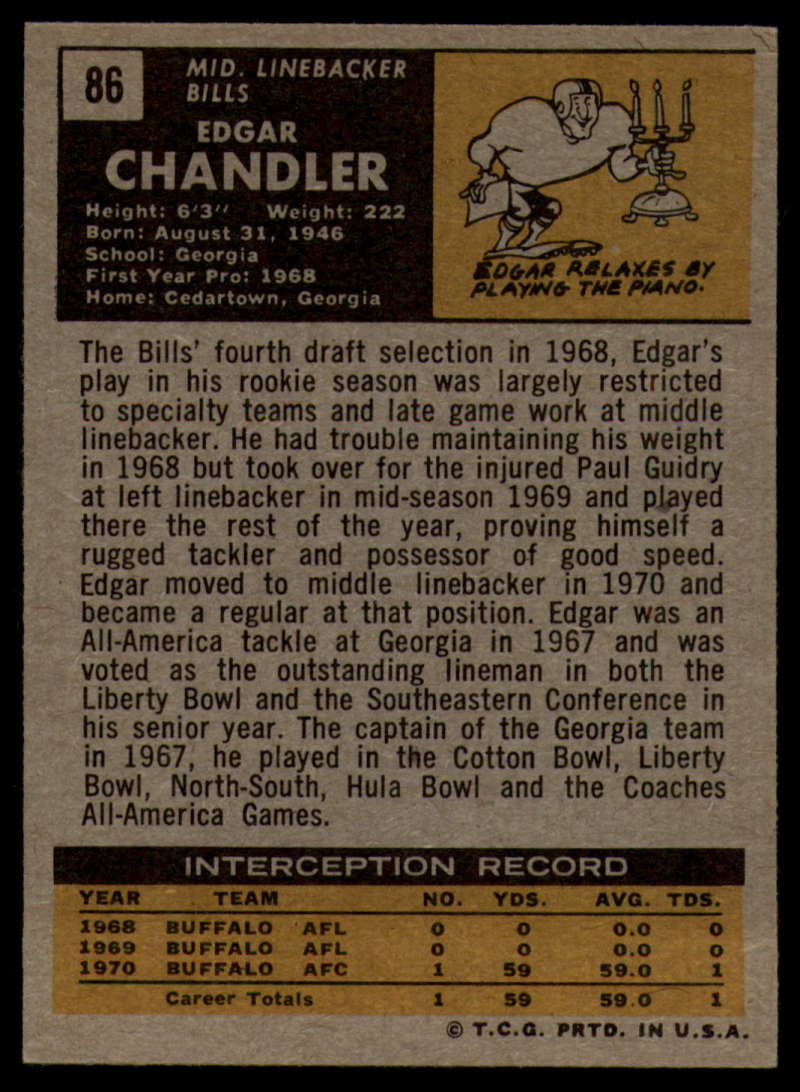 86
MID. LINEBACKER
BILLS
EDGAR
CHANDLER
Height: 6'3" Weight: 222
Born: August 31, 1946
School: Georgia
First Year Pro: 1968
Home: Cedartown, Georgia
EDGAR RELAXES BY
PLAYING THE PIANO.
The Bills' fourth draft selection in 1968, Edgar's
play in his rookie season was largely restricted
to specialty teams and late game work at middle
linebacker. He had trouble maintaining his weight
in 1968 but took over for the injured Paul Guidry
at left linebacker in mid-season 1969 and played
there the rest of the year, proving himself a
rugged tackler and possessor of good speed.
Edgar moved to middle linebacker in 1970 and
became a regular at that position. Edgar was an
All-America tackle at Georgia in 1967 and was
voted as the outstanding lineman in both the
Liberty Bowl and the Southeastern Conference in
his senior year. The captain of the Georgia team
in 1967, he played in the Cotton Bowl, Liberty
Bowl, North-South, Hula Bowl and the Coaches
All-America Games.
INTERCEPTION RECORD
YEAR TEAM NO. YDS. AVG. TDS.
1968 BUFFALO AFL 0 0 0.0 0
1969 BUFFALO AFL 0 0 0.0 0
1970 BUFFALO AFC 1 59 59.0 1
Career Totals 1 59 59.0 1
© T.C.G. PRTD. IN U.S.A.